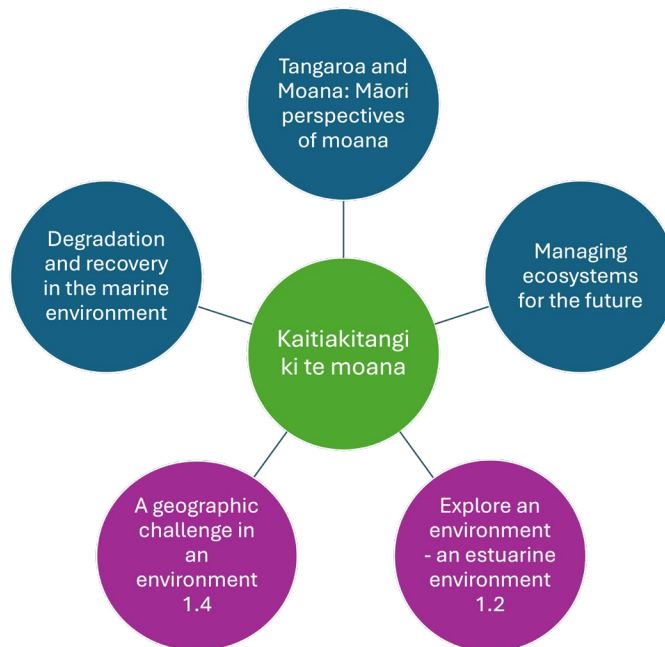 Tangaroa and
Moana: Māori
perspectives
of moana
Degradation
and recovery
in the marine
environment
Managing
ecosystems
for the future
Kaitiakitangi
ki te moana
A geographic
challenge in
an
environment
1.4
Explore an
environment
- an estuarine
environment
1.2